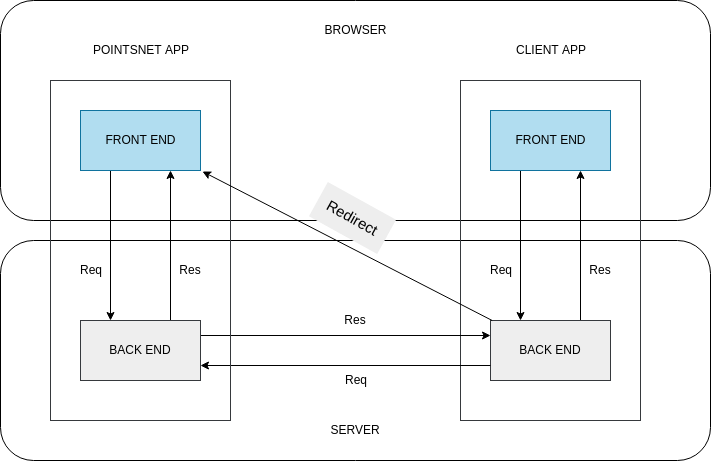 BROWSER
POINTSNET APP
CLIENT APP
FRONT END
FRONT END
Redirect
Req
Res
Req
Res
Res
BACK END
BACK END
Req
SERVER